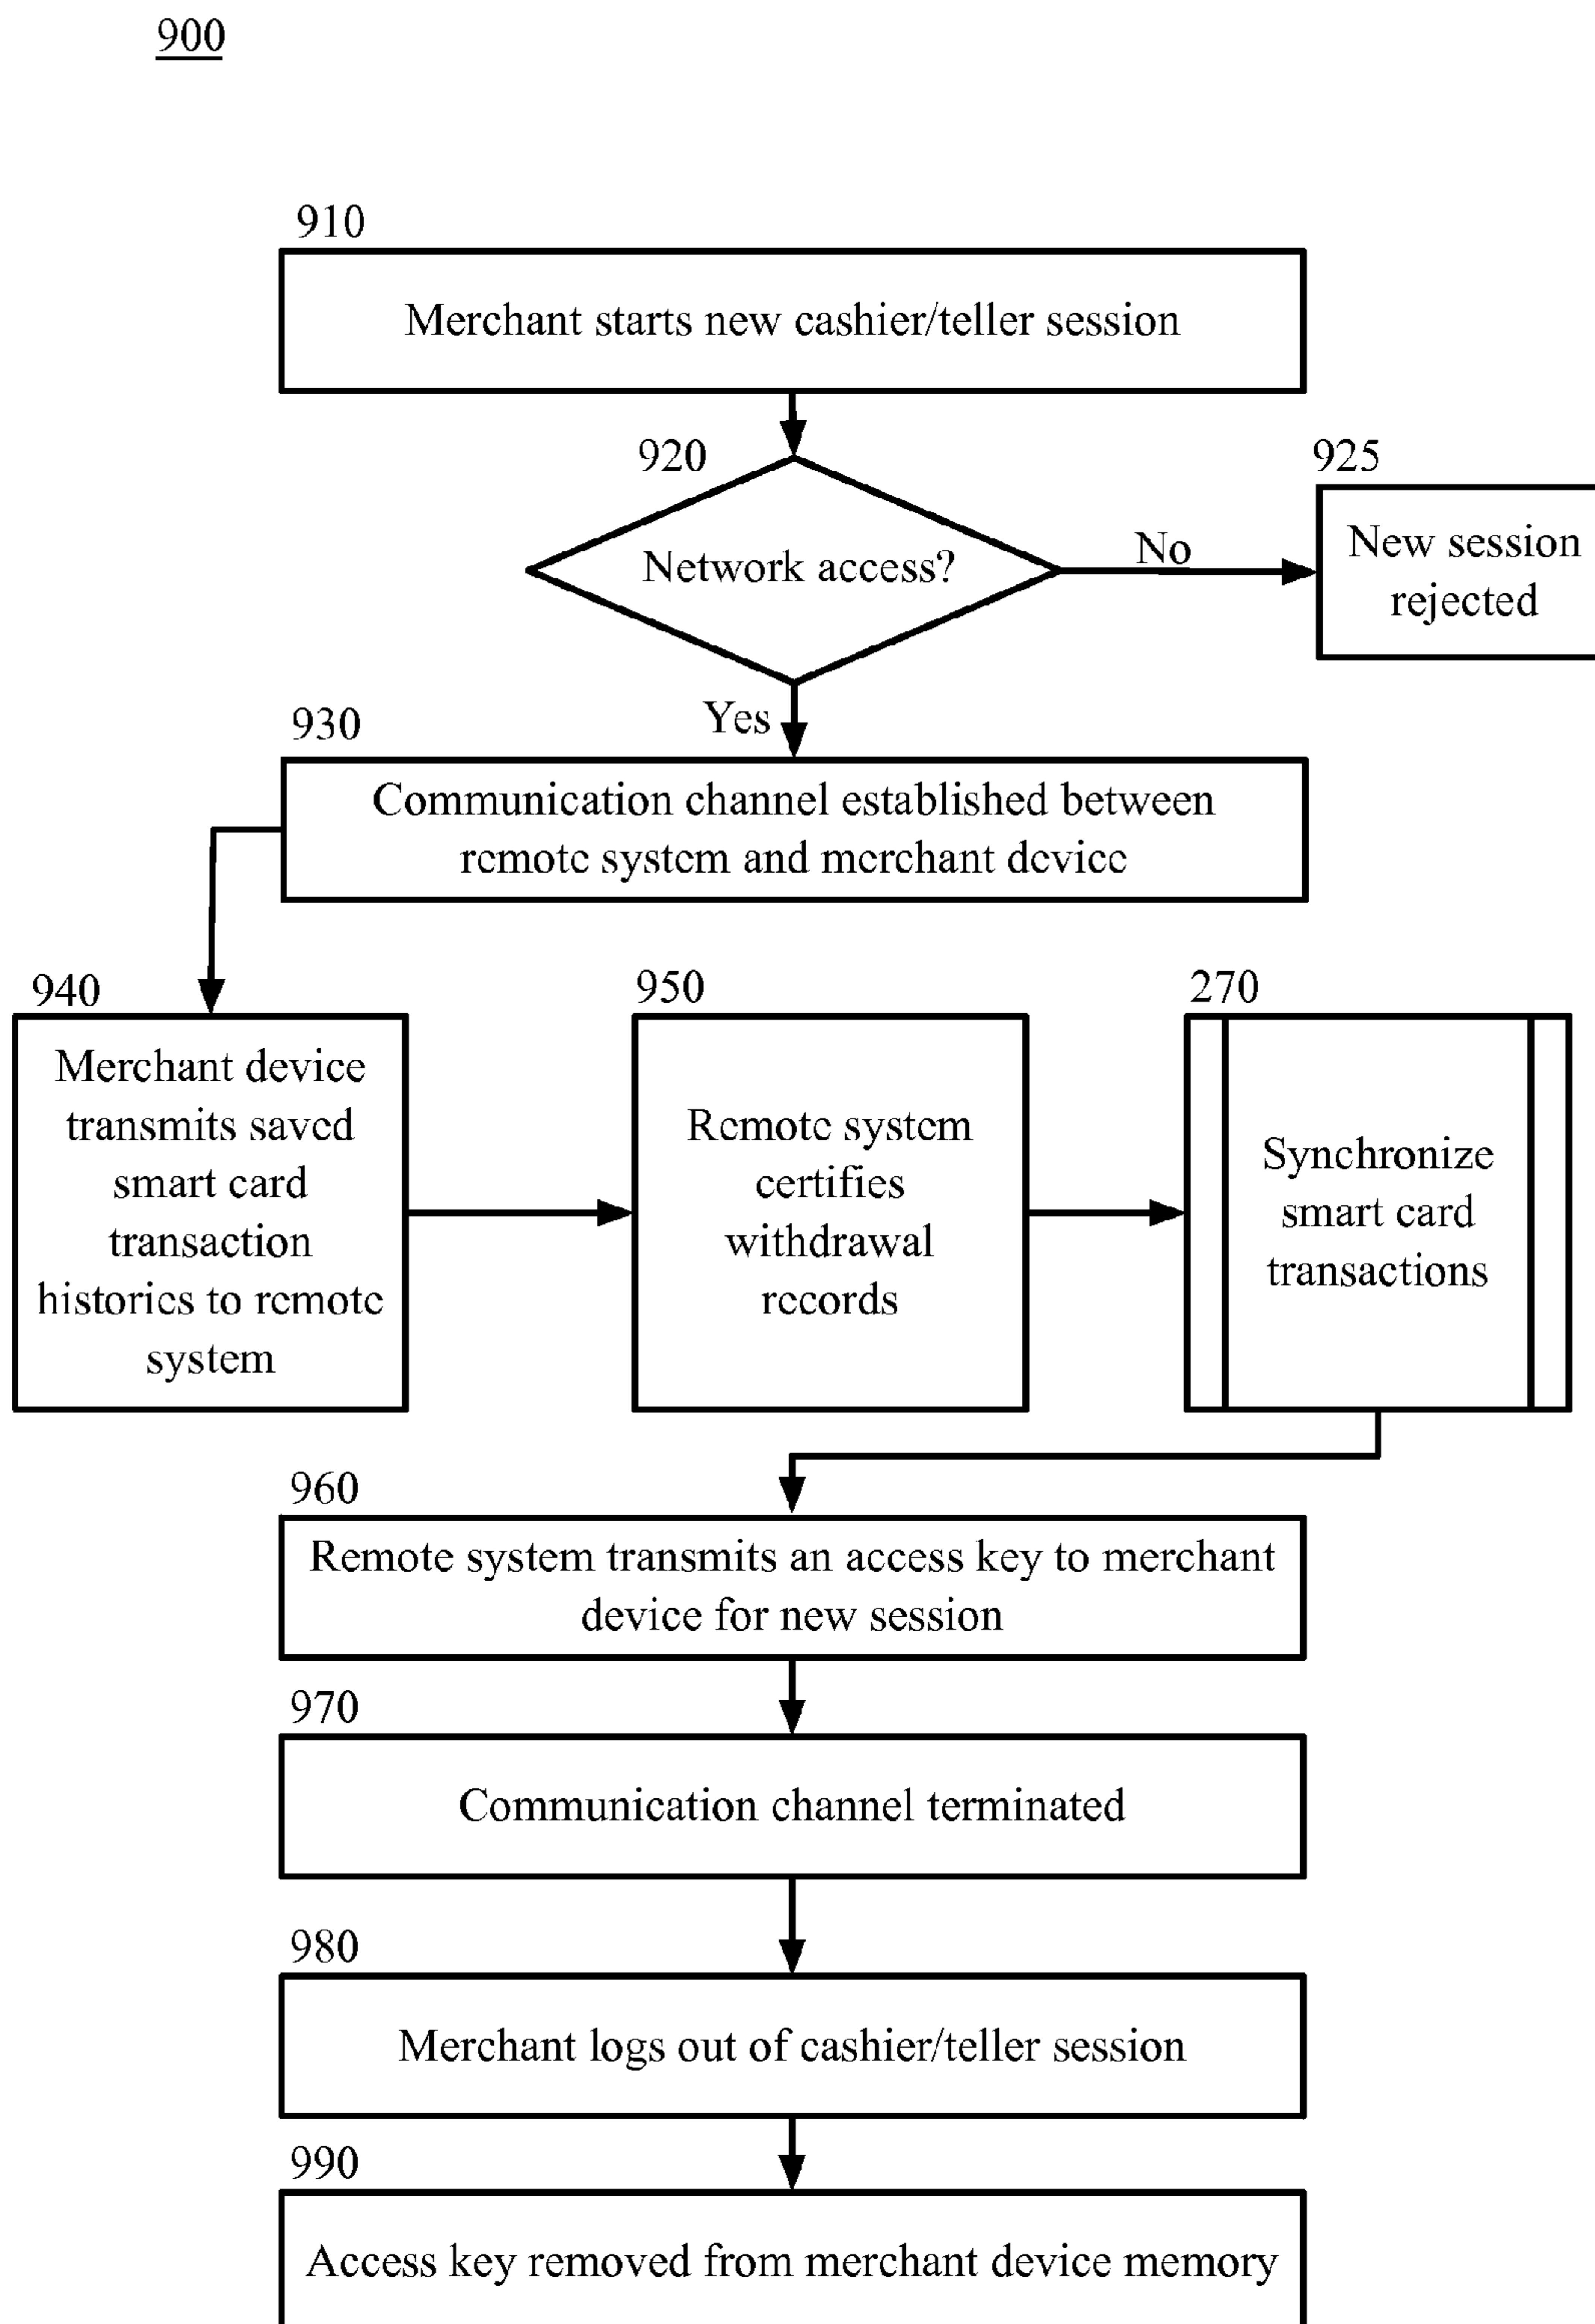 900
910
Merchant starts new cashier/teller session
920
Network access?
No
925
New session
rejected
Yes
930
Communication channel established between
remote system and merchant device
940
Merchant device
transmits saved
smart card
transaction
histories to remote
system
950
Remote system
certifies
withdrawal
records
270
Synchronize
smart card
transactions
960
Remote system transmits an access key to merchant
device for new session
970
Communication channel terminated
980
Merchant logs out of cashier/teller session
990
Access key removed from merchant device memory